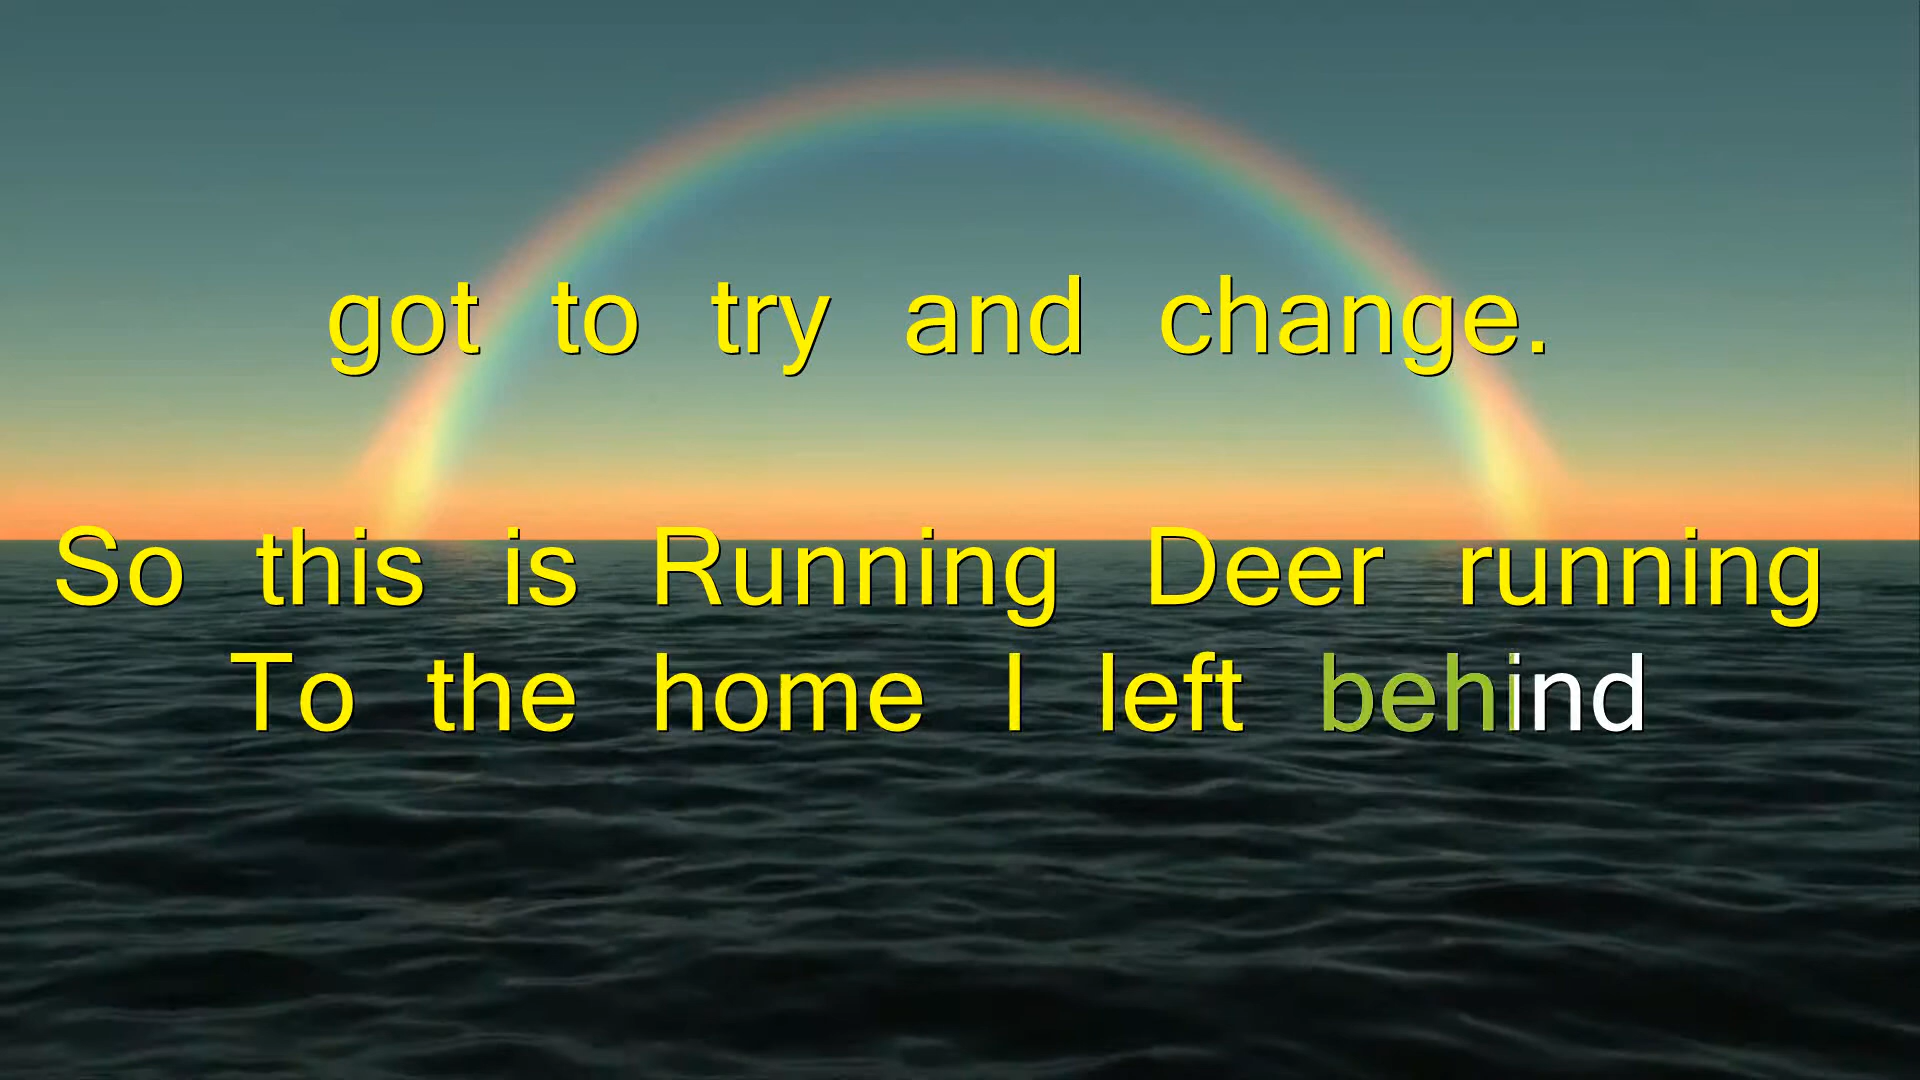 got to try and change.
So this is Running Deer running
To the home I left behind